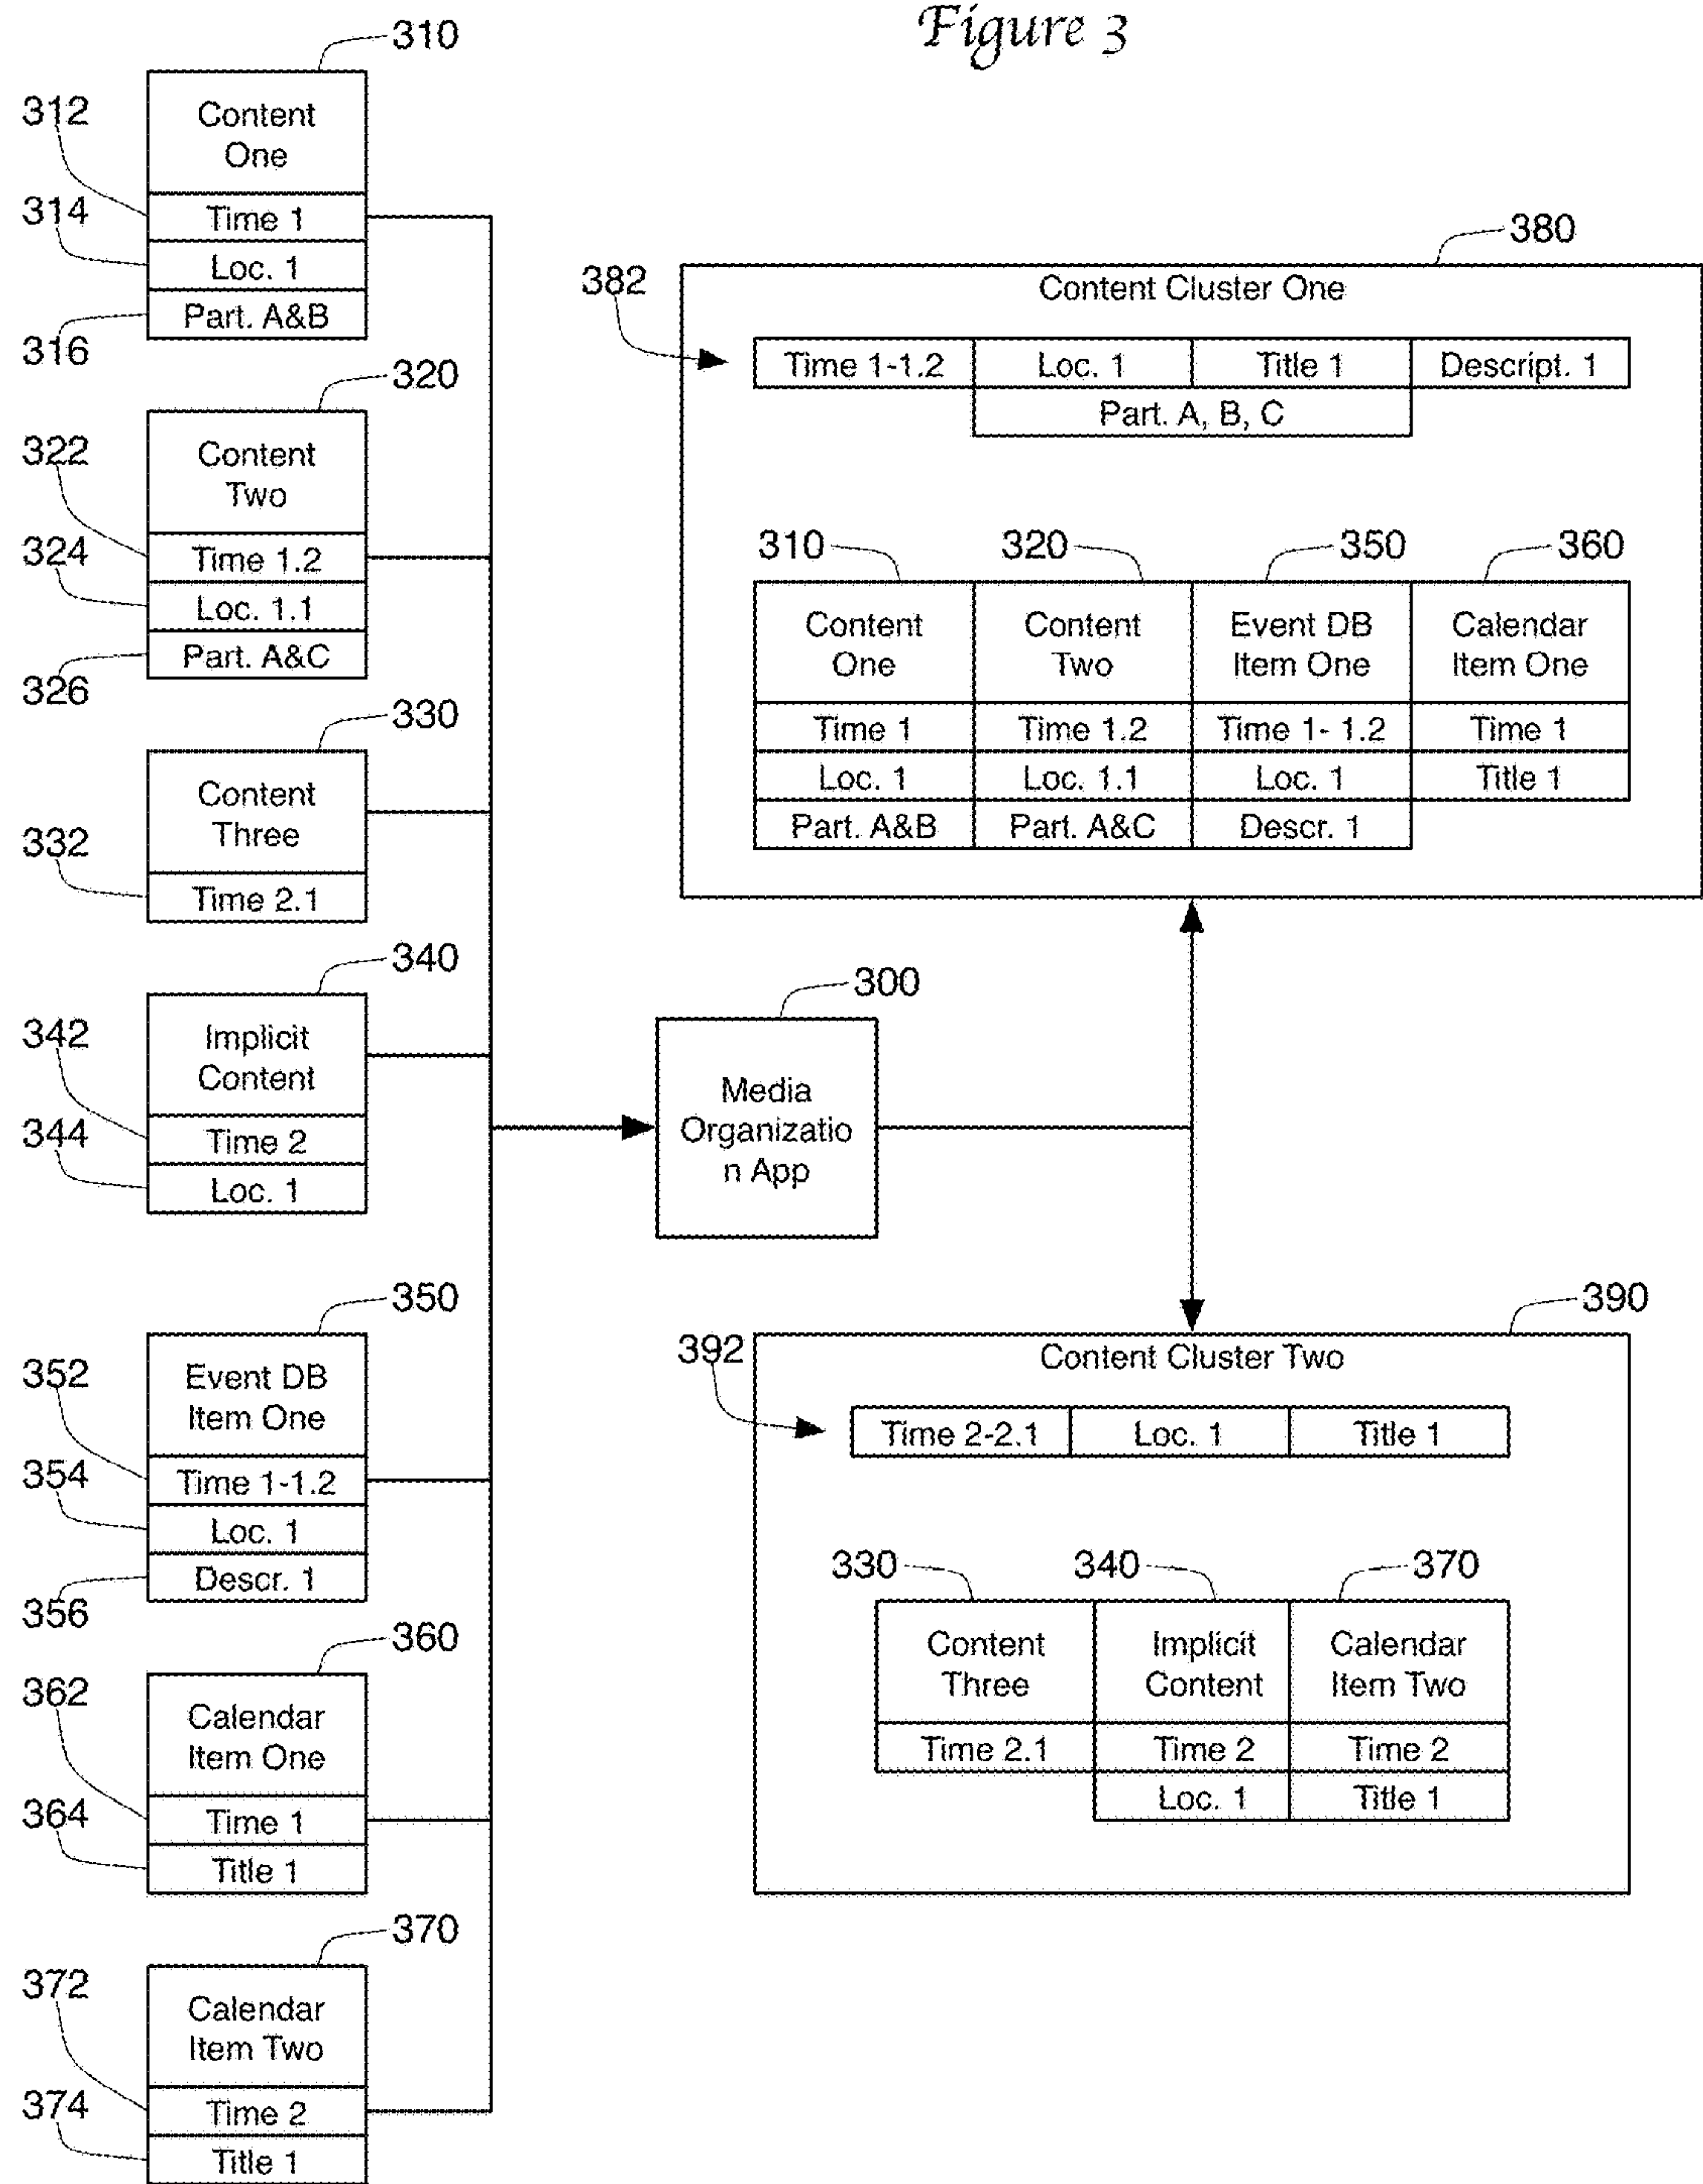 Figure 3
310
312
Content
One
314
Time 1
Loc. 1
316
Part. A&B
320
322
Content
Two
324
Time 1.2
Loc. 1.1
326
Part. A&C
330
Content
Three
332
Time 2.1
340
342
Implicit
Content
344
Time 2
Loc. 1
350
352
Event DB
Item One
354
Time 1-1.2
Loc. 1
356
Descr. 1
360
362
Calendar
Item One
364
Time 1
Title 1
370
372
Calendar
Item Two
374
Time 2
Title 1
300
Media
Organizatio
n App
380
382
Content Cluster One
Time 1-1.2 Loc. 1 Title 1 Descript. 1
Part. A, B, C
310 320 350 360
Content Content Event DB Calendar
One Two Item One Item One
Time 1 Time 1.2 Time 1- 1.2 Time 1
Loc. 1 Loc. 1.1 Loc. 1 Title 1
Part. A&B Part. A&C Descr. 1
390
392
Content Cluster Two
Time 2-2.1 Loc. 1 Title 1
330 340 370
Content Implicit Calendar
Three Content Item Two
Time 2.1 Time 2 Time 2
Loc. 1 Title 1